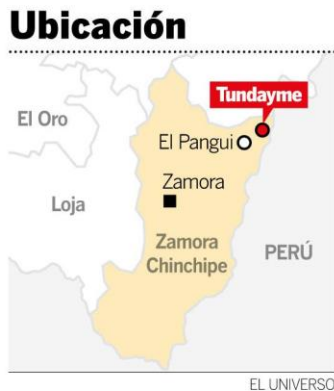 Ubicación
Tundayme
El Oro
El Pangui
Zamora
Loja
Zamora
Chinchipe
PERÚ
EL UNIVERSO